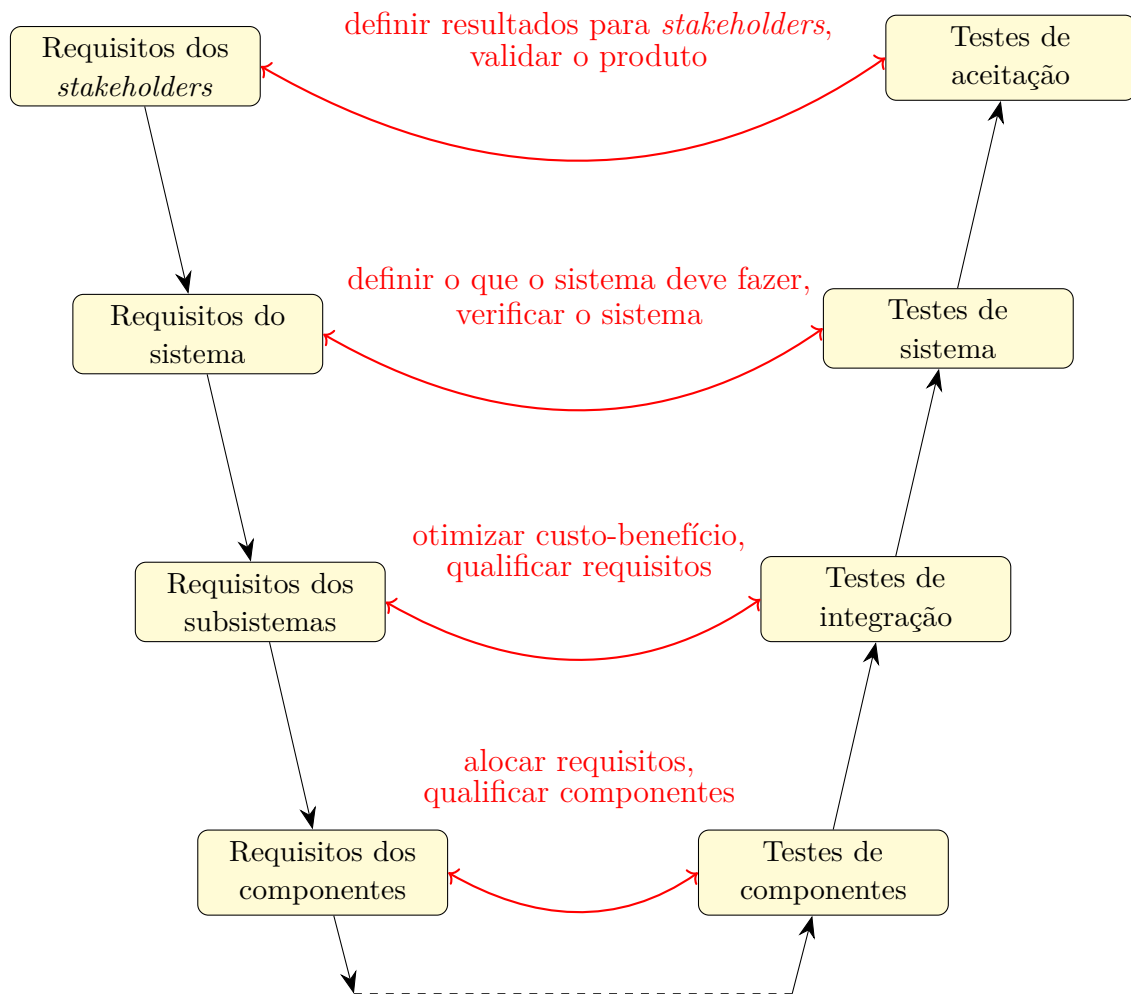 Requisitos dos
stakeholders
definir resultados para stakeholders,
validar o produto
Testes de
aceitação
Requisitos do
sistema
definir o que o sistema deve fazer,
verificar o sistema
Testes de
sistema
Requisitos dos
subsistemas
otimizar custo-benefício,
qualificar requisitos
Testes de
integração
Requisitos dos
componentes
alocar requisitos,
qualificar componentes
Testes de
componentes